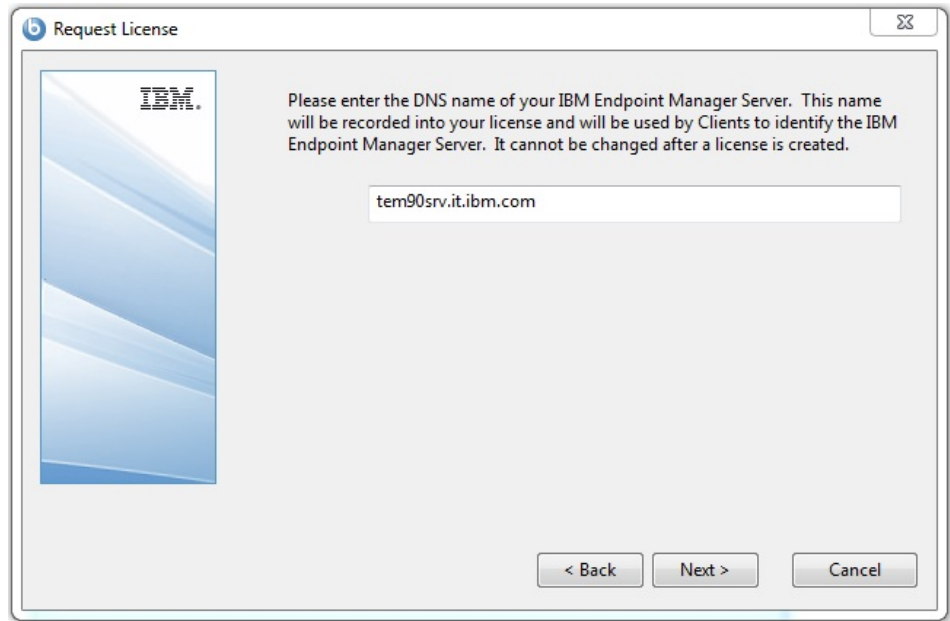 Request License
IBM.
Please enter the DNS name of your IBM Endpoint Manager Server. This name
will be recorded into your license and will be used by Clients to identify the IBM
Endpoint Manager Server. It cannot be changed after a license is created.
tem90srv.it.ibm.com
< Back
Next >
Cancel